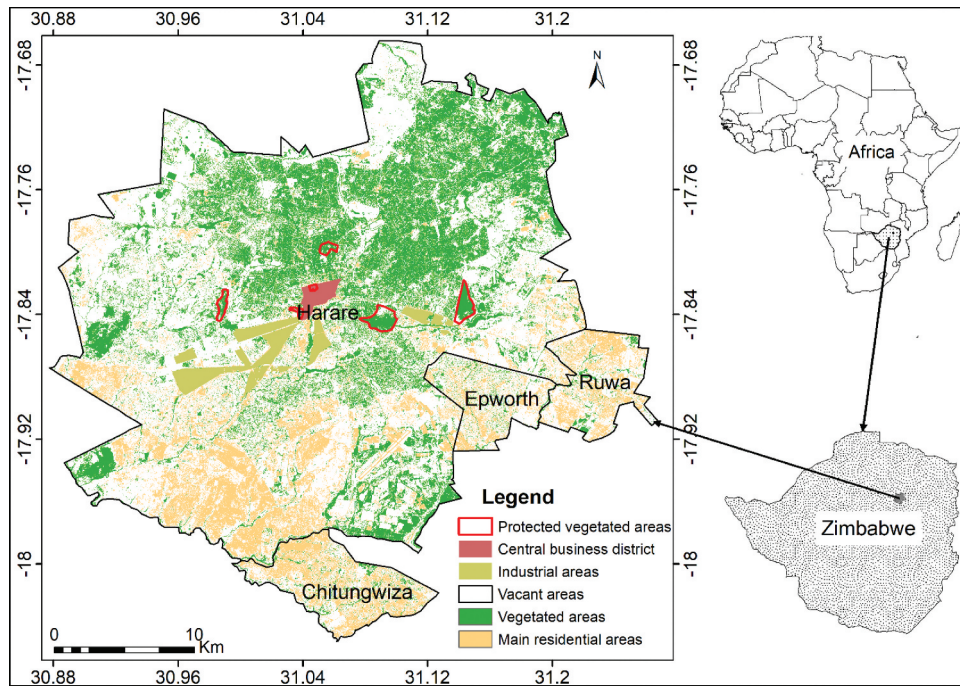 30.88 30.96 31.04 31.12 31.2
-17.68 -17.68
N
Africa
-17.76 -17.76
-17.84 -17.84
Harare
Ruwa
Epworth
-17.92 -17.92
Legend
Protected vegetated areas
Central business district
Industrial areas
Vacant areas
Vegetated areas
Main residential areas
Zimbabwe
-18 -18
Chitungwiza
0 10
Km
30.88 30.96 31.04 31.12 31.2